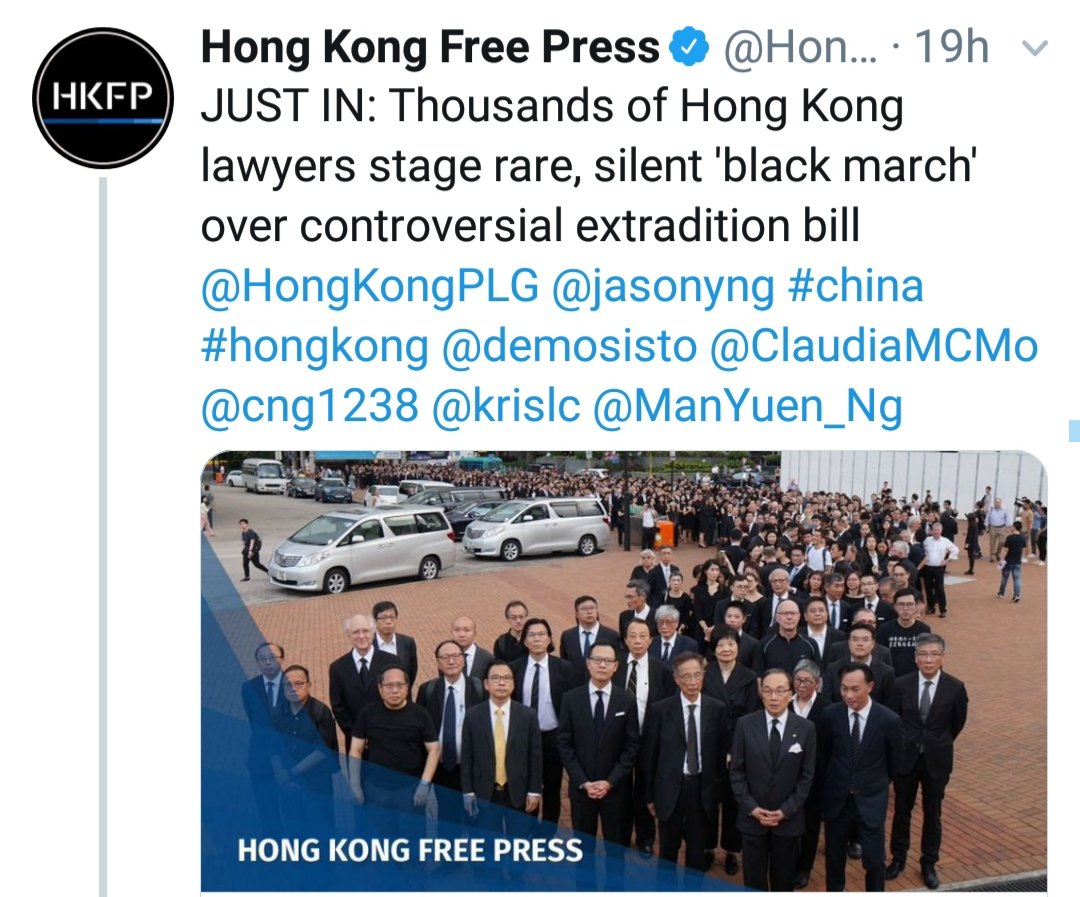 HKFP
Hong Kong Free Press @Hon... · 19h
JUST IN: Thousands of Hong Kong
lawyers stage rare, silent 'black march'
over controversial extradition bill
@HongKongPLG @jasonyng #china
#hongkong @demosisto @ClaudiaMCMo
@cng1238 @krislc @ManYuen_Ng
HONG KONG FREE PRESS